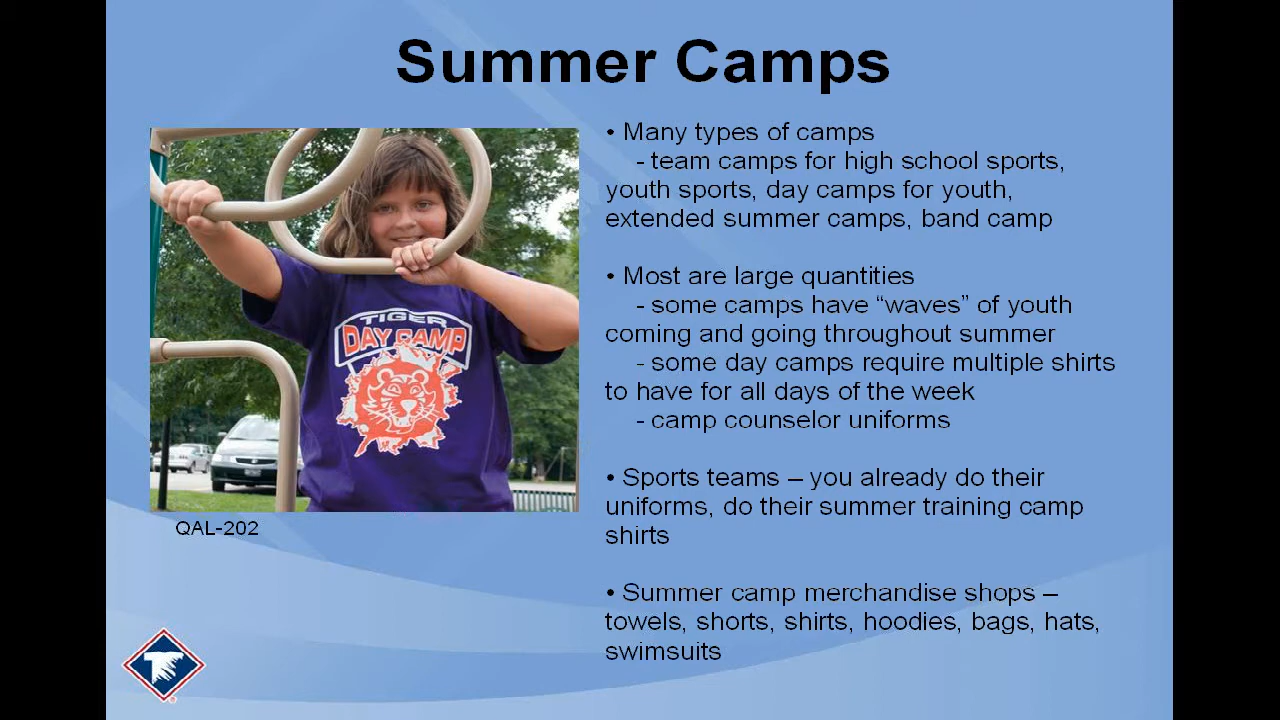 Summer Camps
• Many types of camps
- team camps for high school sports,
youth sports, day camps for youth,
extended summer camps, band camp
• Most are large quantities
- some camps have “waves” of youth
coming and going throughout summer
- some day camps require multiple shirts
to have for all days of the week
- camp counselor uniforms
• Sports teams – you already do their
uniforms, do their summer training camp
shirts
• Summer camp merchandise shops –
towels, shorts, shirts, hoodies, bags, hats,
swimsuits
TIGER
DAY CAMP
QAL-202
T
®